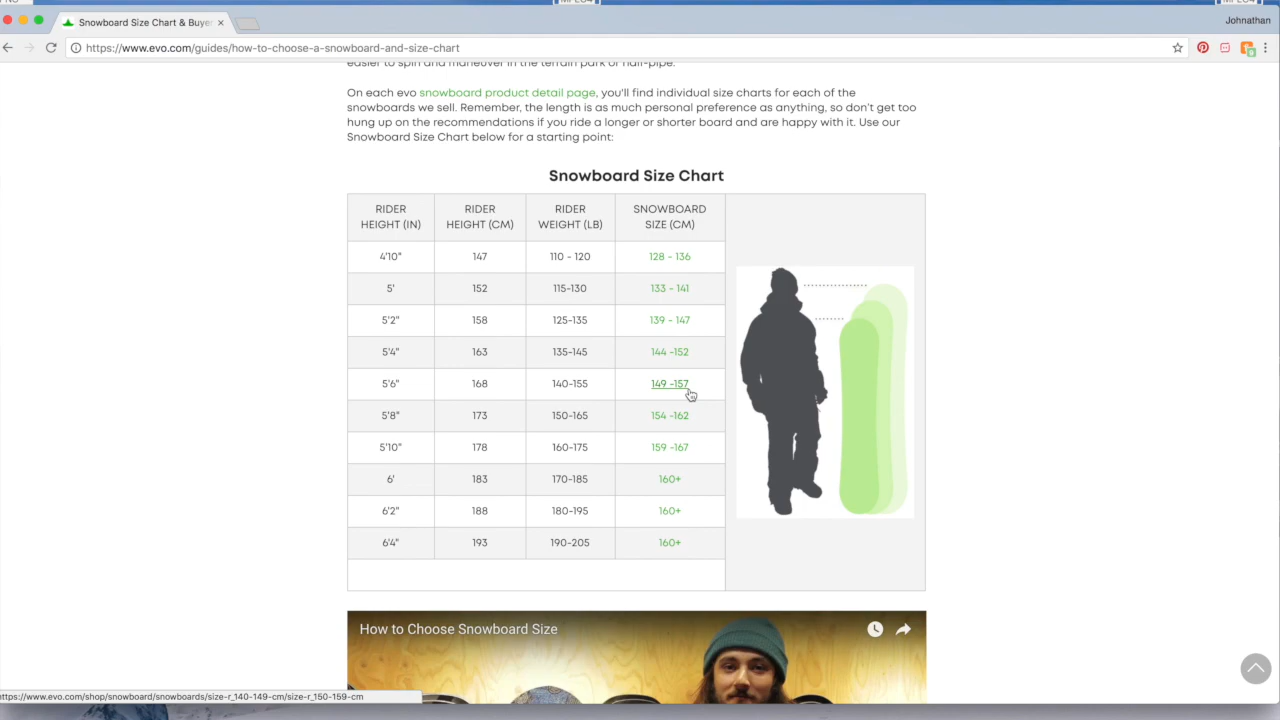 MPEG4
MPEG4
Snowboard Size Chart & Buyer
Johnathan
https://www.evo.com/guides/how-to-choose-a-snowboard-and-size-chart
9
easier to spin and maneuver in the terrain park or half-pipe.
On each evo snowboard product detail page, you'll find individual size charts for each of the
snowboards we sell. Remember, the length is as much personal preference as anything, so don't get too
hung up on the recommendations if you ride a longer or shorter board and are happy with it. Use our
Snowboard Size Chart below for a starting point:
Snowboard Size Chart
RIDER HEIGHT (IN) RIDER HEIGHT (CM) RIDER WEIGHT (LB) SNOWBOARD SIZE (CM)
4'10" 147 110 - 120 128 - 136
5' 152 115-130 133 - 141
5'2" 158 125-135 139 - 147
5'4" 163 135-145 144 -152
5'6" 168 140-155 149 -157
5'8" 173 150-165 154 -162
5'10" 178 160-175 159 -167
6' 183 170-185 160+
6'2" 188 180-195 160+
6'4" 193 190-205 160+
How to Choose Snowboard Size
https://www.evo.com/shop/snowboard/snowboards/size-r_140-149-cm/size-r_150-159-cm